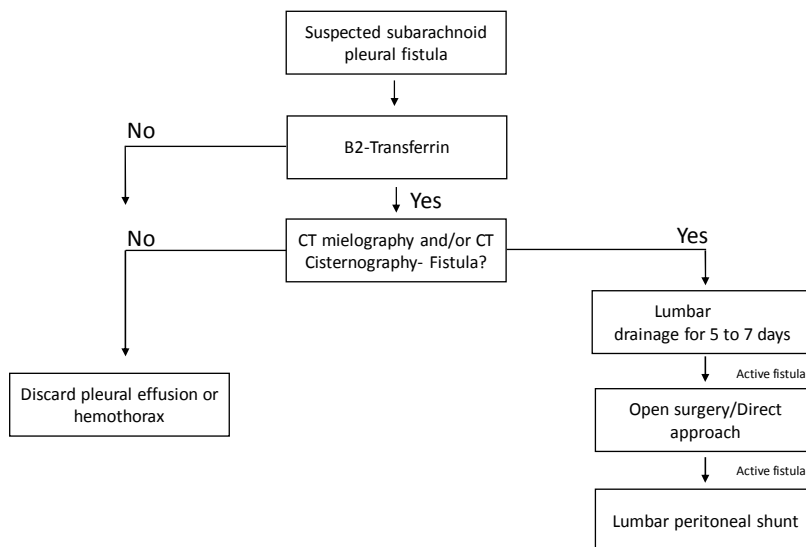 Suspected subarachnoid
pleural fistula
No
B2-Transferrin
Yes
No
CT mielography and/or CT
Cisternography- Fistula?
Yes
Lumbar
drainage for 5 to 7 days
Active fistula
Discard pleural effusion or
hemothorax
Open surgery/Direct
approach
Active fistula
Lumbar peritoneal shunt